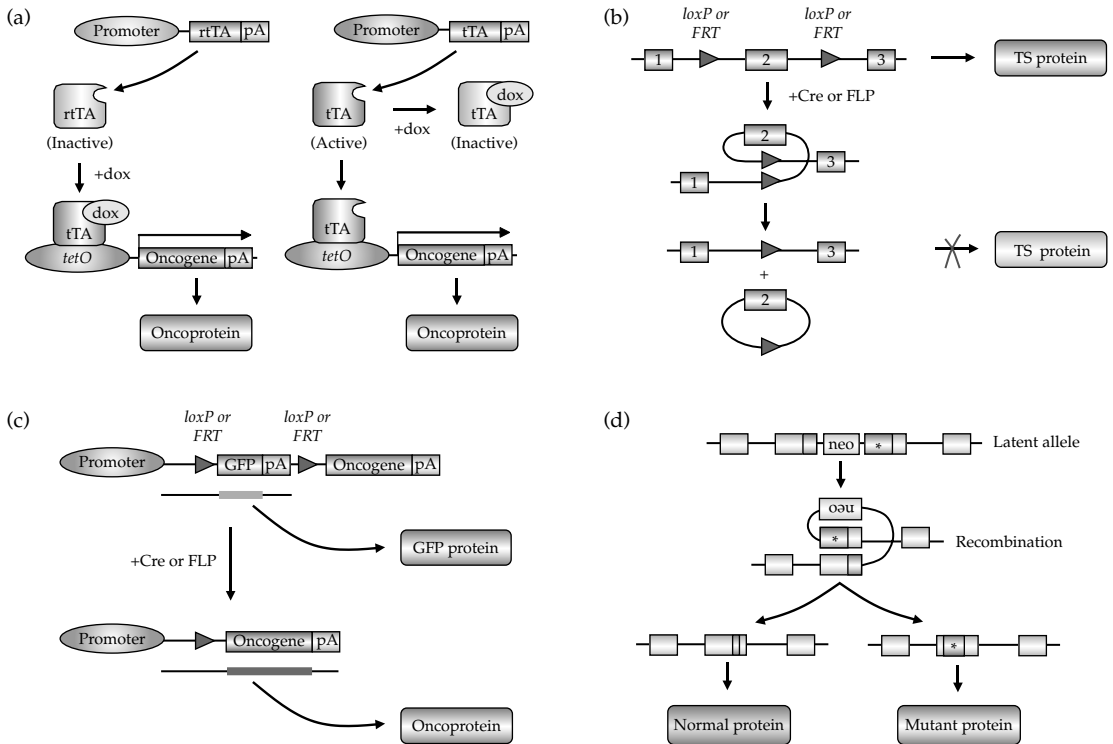 (a)
Promoter rtTA pA
Promoter tTA pA
rtTA
(Inactive)
+dox
dox
tTA
tetO
Oncogene pA
Oncoprotein
tTA
(Active)
+dox
dox
tTA
(Inactive)
tTA
tetO
Oncogene pA
Oncoprotein
(b)
loxP or
FRT
loxP or
FRT
1 2 3
TS protein
+Cre or FLP
2
3
1
1 3
TS protein
+
2
(c)
loxP or
FRT
loxP or
FRT
Promoter GFP pA Oncogene pA
GFP protein
+Cre or FLP
Promoter Oncogene pA
Oncoprotein
(d)
neo * Latent allele
neo
* Recombination
*
Normal protein
Mutant protein